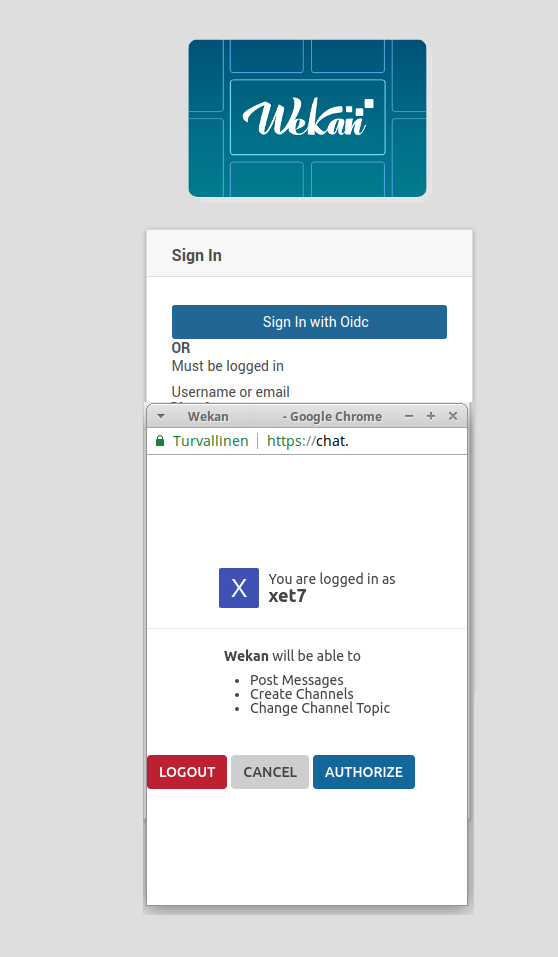 Wekan
Sign In
Sign In with Oidc
OR
Must be logged in
Username or email
Wekan - Google Chrome
Turvallinen https://chat.
X
You are logged in as
xet7
Wekan will be able to
Post Messages
Create Channels
Change Channel Topic
LOGOUT CANCEL AUTHORIZE